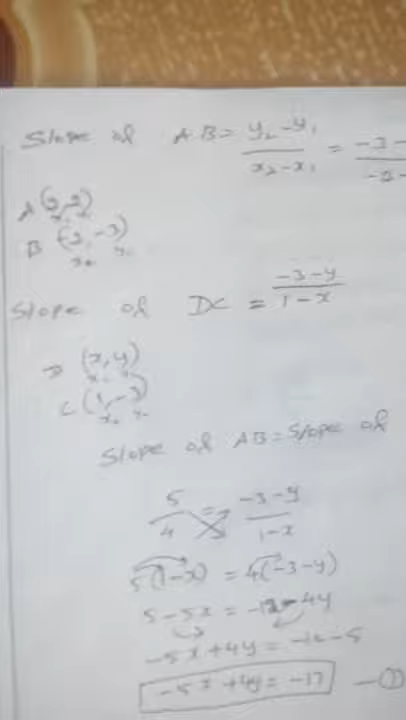 Slope of AB = y₂-y₁ / x₂-x₁ = -3- / -2-
A (2, 2)
x₁
B (-2, -3)
x₂ y₂
Slope of DC = -3-y / 1-x
D (x, y)
x₁ y₁
C (1, -3)
x₂ y₂
Slope of AB = Slope of
5 / 4 = -3-y / 1-x
5(1-x) = 4(-3-y)
5-5x = -12-4y
-5x+4y = -12-5
-5x+4y = -17 —①